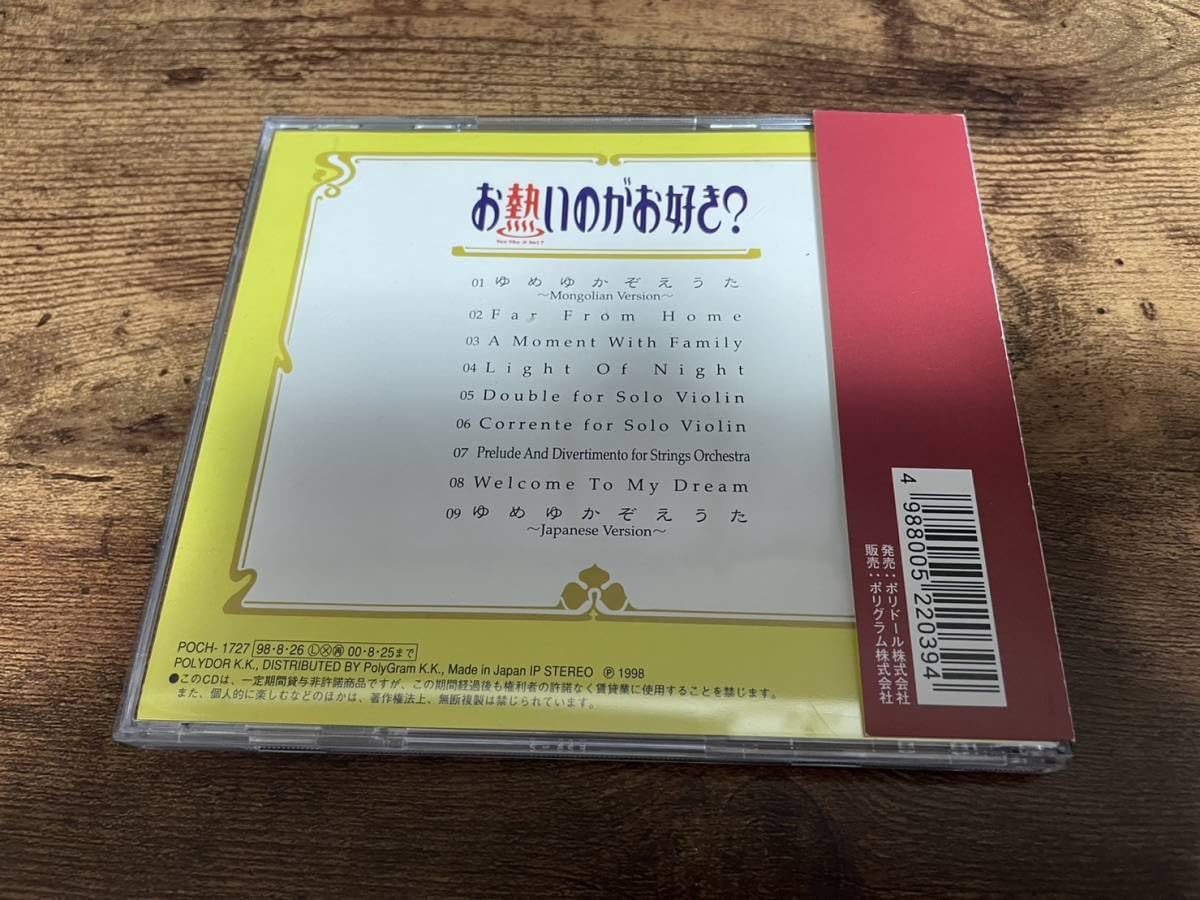 お熱いのがお好き?
You like it hot?
01 ゆめゆかぞえうた
〜Mongolian Version〜
02 Far From Home
03 A Moment With Family
04 Light Of Night
05 Double for Solo Violin
06 Corrente for Solo Violin
07 Prelude And Divertimento for Strings Orchestra
08 Welcome To My Dream
09 ゆめゆかぞえうた
〜Japanese Version〜
POCH-1727 98・8・26 Ⓛ Ⓧ ㊞ 00・8・25まで
POLYDOR K.K., DISTRIBUTED BY PolyGram K.K., Made in Japan IP STEREO ℗ 1998
●このCDは、一定期間貸与非許諾商品ですが、この期間経過後も権利者の許諾なく賃貸業に使用することを禁じます。
また、個人的に楽しむなどのほかは、著作権法上、無断複製は禁じられています。
4 988005 220394
発売:ポリドール株式会社
販売:ポリグラム株式会社